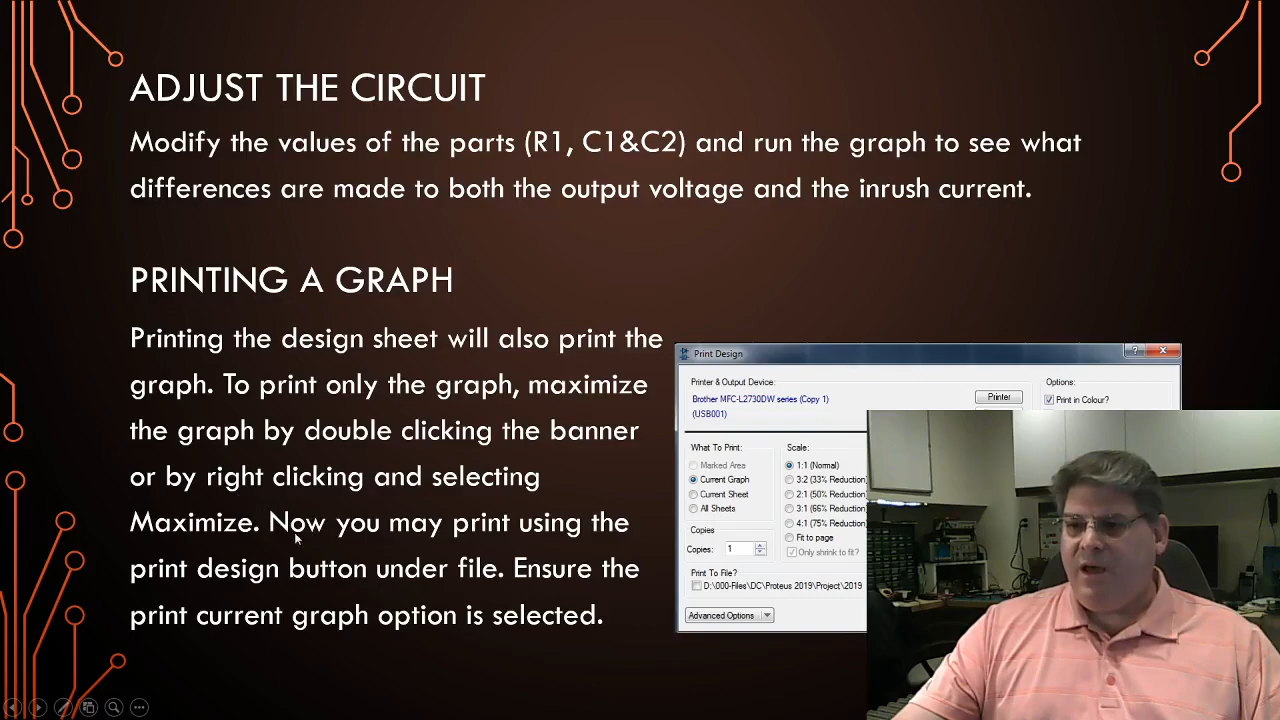 ADJUST THE CIRCUIT
Modify the values of the parts (R1, C1&C2) and run the graph to see what
differences are made to both the output voltage and the inrush current.
PRINTING A GRAPH
Printing the design sheet will also print the
graph. To print only the graph, maximize
the graph by double clicking the banner
or by right clicking and selecting
Maximize. Now you may print using the
print design button under file. Ensure the
print current graph option is selected.
Print Design
Printer & Output Device:
Brother MFC-L2730DW series (Copy 1)
(USB001)
Printer
Options:
Print in Colour?
What To Print:
Marked Area
Current Graph
Current Sheet
All Sheets
Scale:
1:1 (Normal)
3:2 (33% Reduction
2:1 (50% Reduction
3:1 (66% Reduction
4:1 (75% Reduction
Fit to page
Only shrink to fit?
Copies
Copies: 1
Print To File?
D:\000-Files\DC\Proteus 2019\Project\2019
Advanced Options